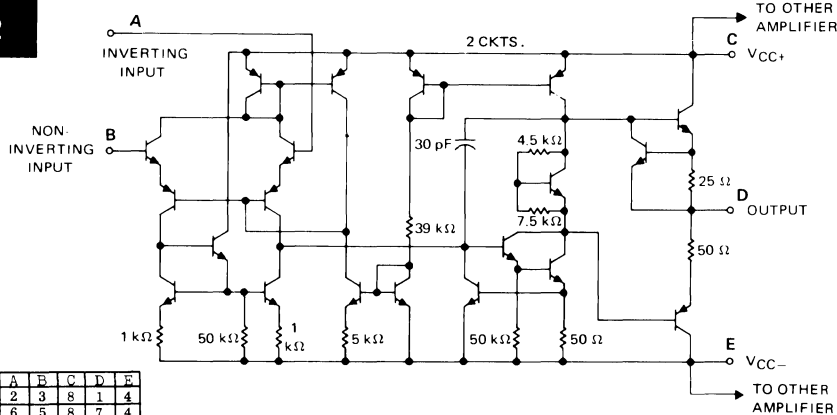 TO OTHER
AMPLIFIER
A
2 CKTS.
C
VCC+
INVERTING
INPUT
NON-
INVERTING
INPUT
B
30 pF
4.5 kΩ
25 Ω
D
OUTPUT
7.5 kΩ
39 kΩ
50 Ω
1 kΩ
50 kΩ
1
kΩ
5 kΩ
50 kΩ
50 Ω
E
VCC−
TO OTHER
AMPLIFIER
A B C D E
2 3 8 1 4
6 5 8 7 4